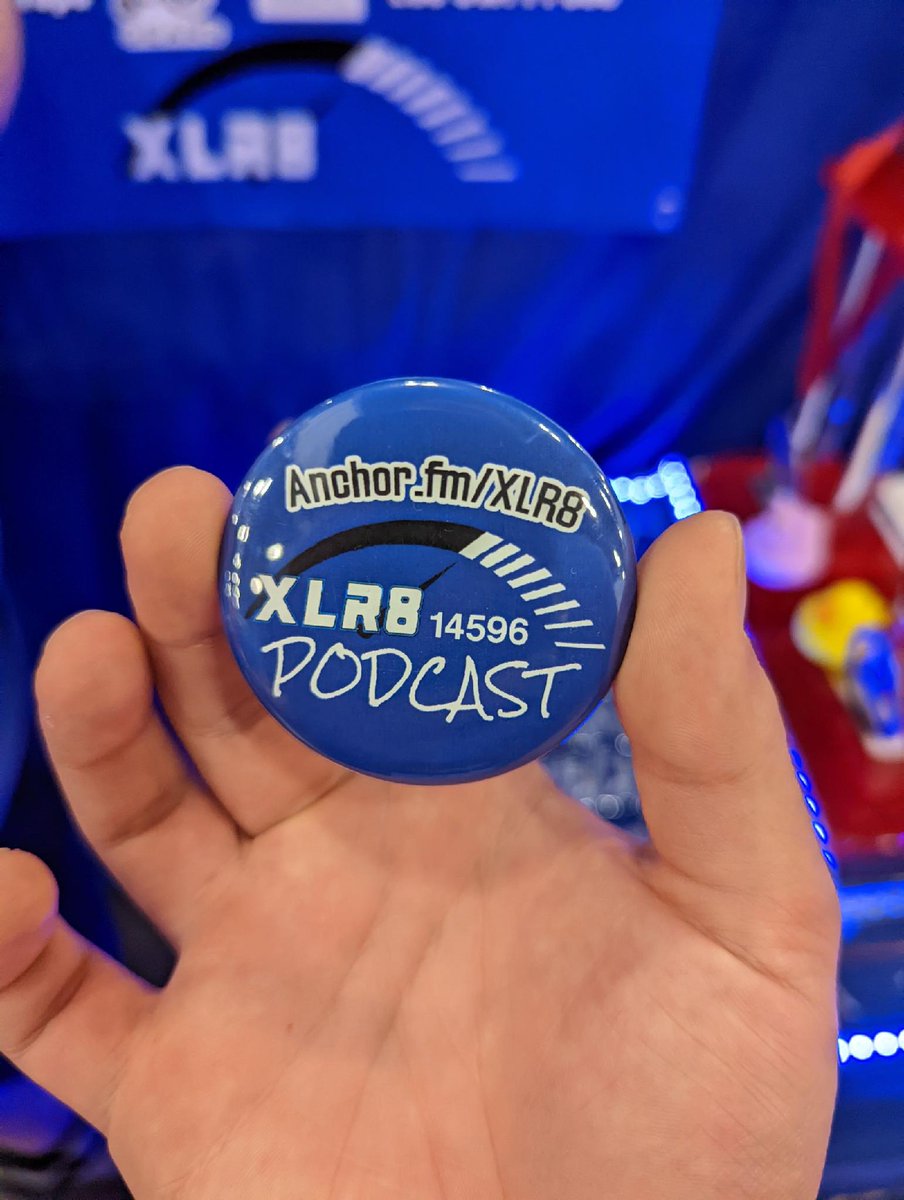 XLR8
Anchor.fm/XLR8
XLR8 14596
PODCAST